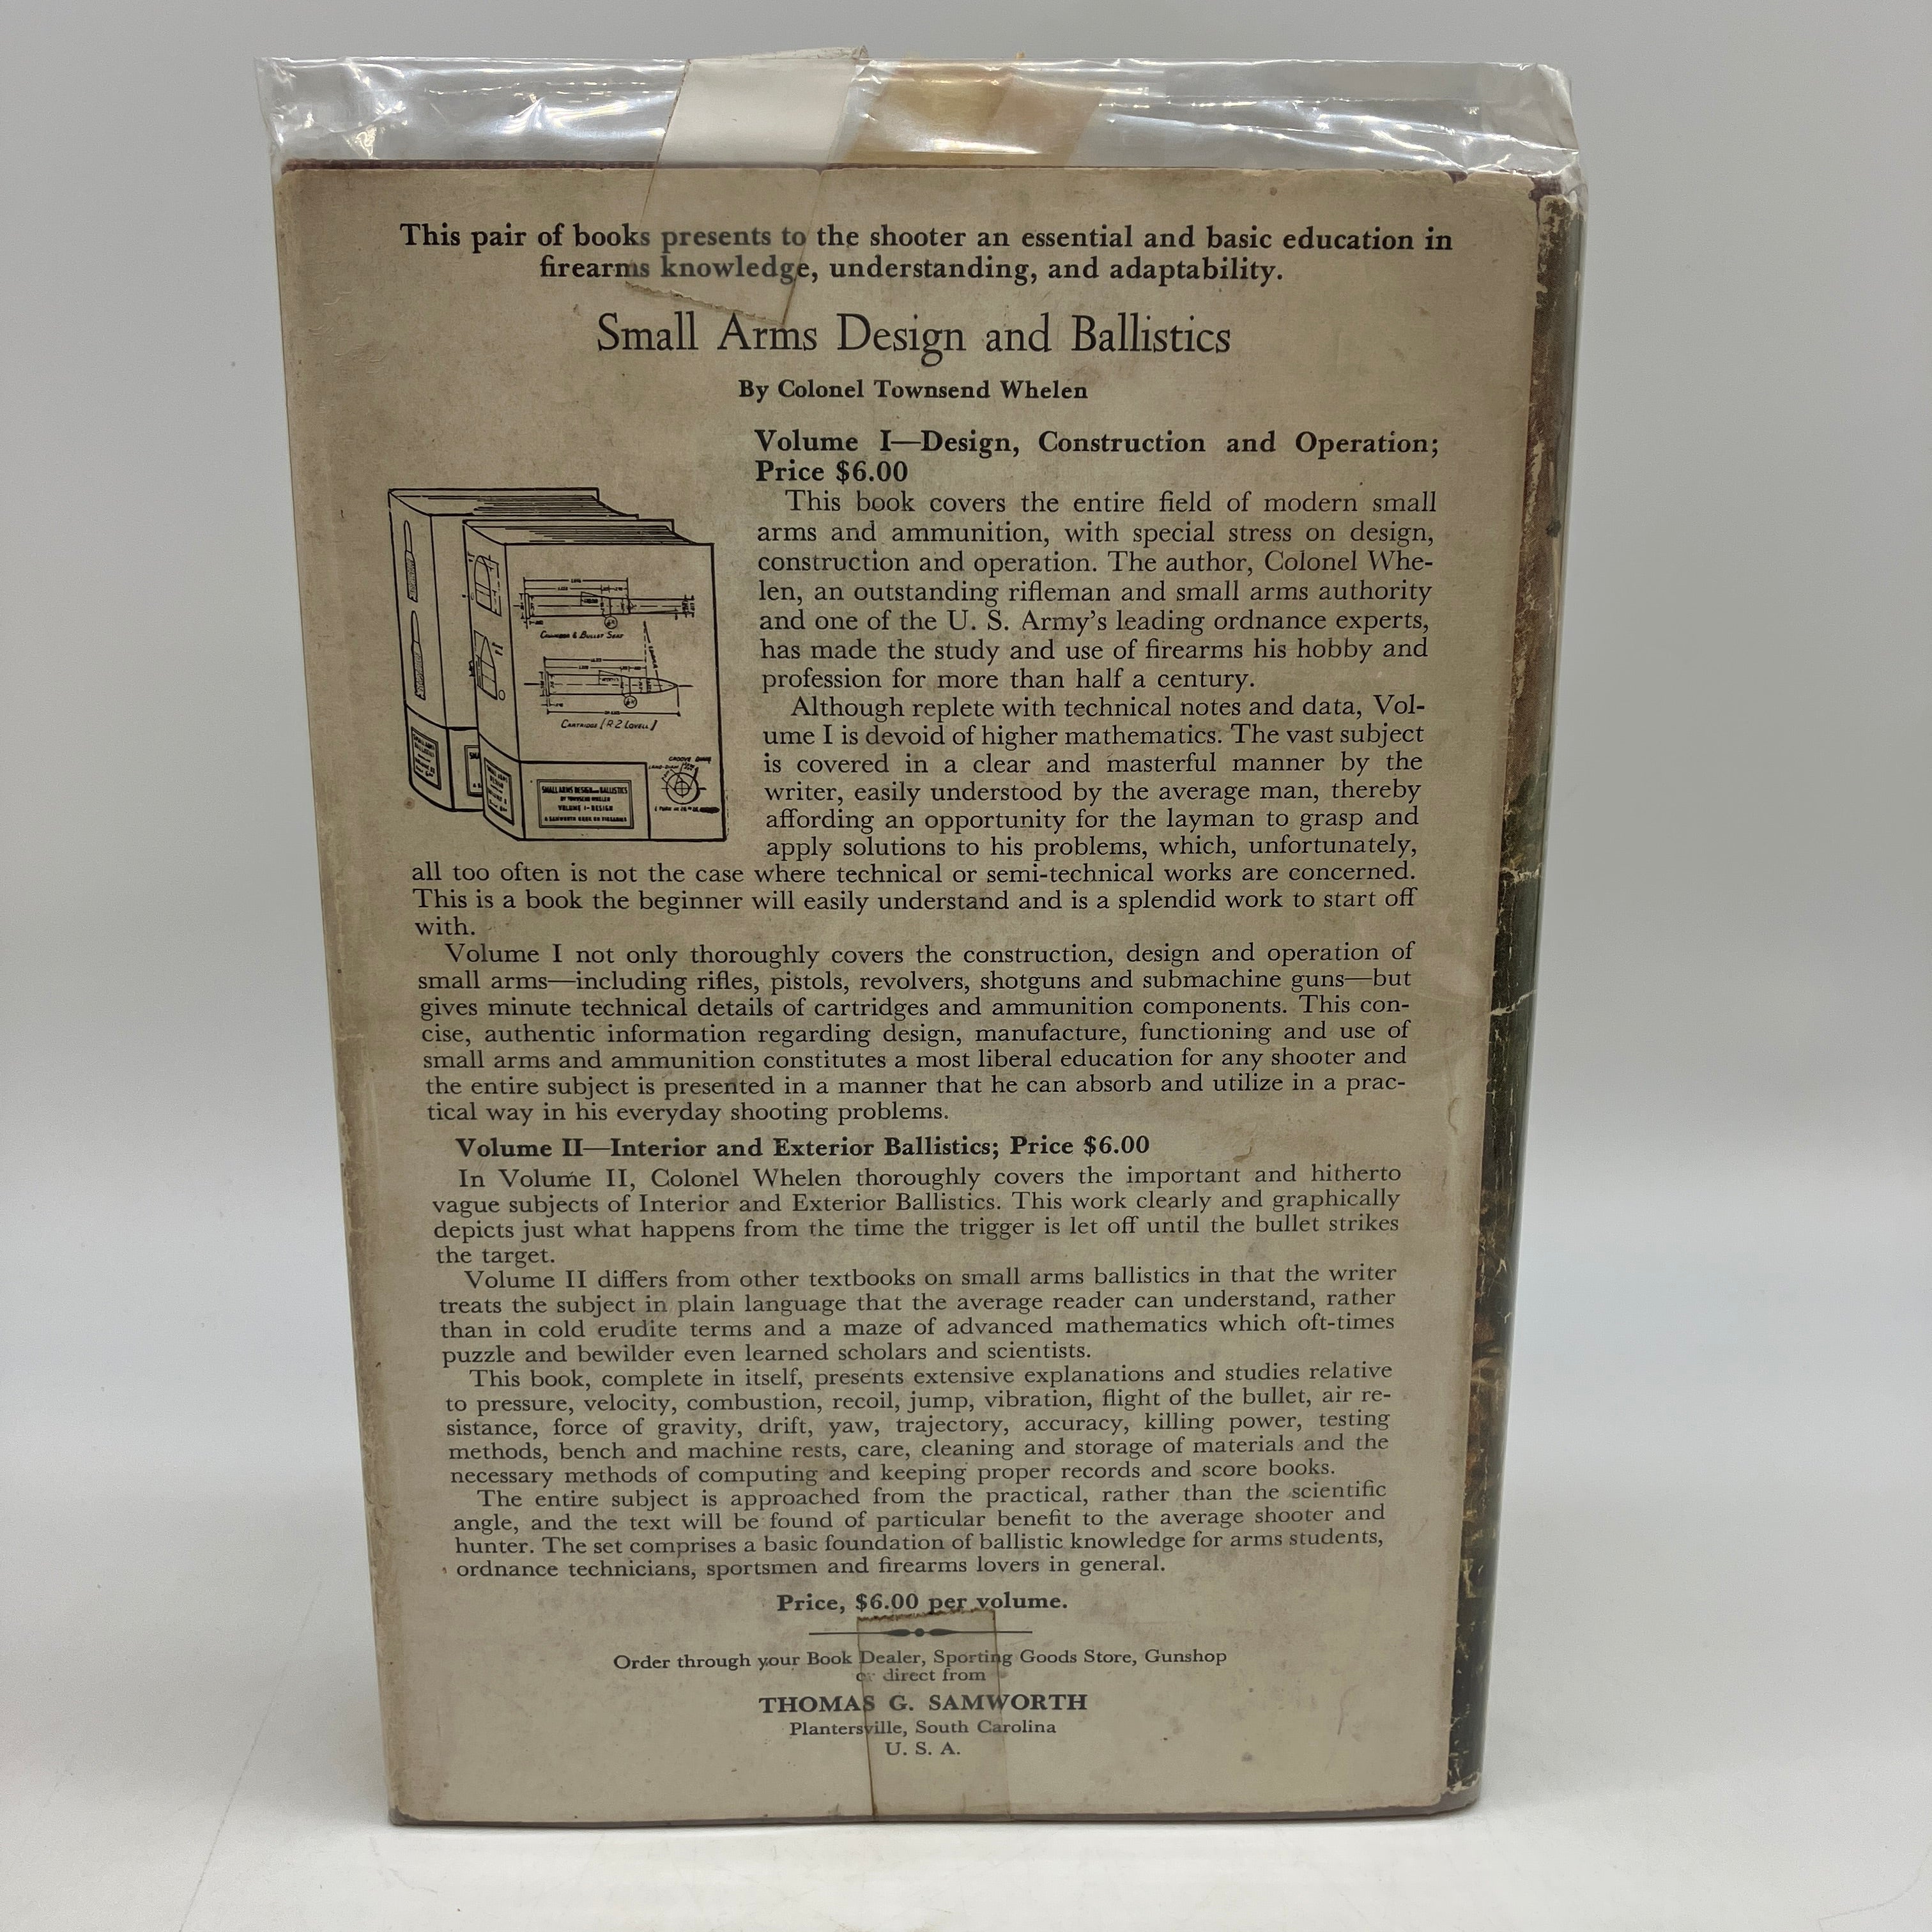 This pair of books presents to the shooter an essential and basic education in
firearms knowledge, understanding, and adaptability.
Small Arms Design and Ballistics
By Colonel Townsend Whelen
Volume I—Design, Construction and Operation;
Price $6.00
This book covers the entire field of modern small
arms and ammunition, with special stress on design,
construction and operation. The author, Colonel Whe-
len, an outstanding rifleman and small arms authority
and one of the U. S. Army's leading ordnance experts,
has made the study and use of firearms his hobby and
profession for more than half a century.
Although replete with technical notes and data, Vol-
ume I is devoid of higher mathematics. The vast subject
is covered in a clear and masterful manner by the
writer, easily understood by the average man, thereby
affording an opportunity for the layman to grasp and
apply solutions to his problems, which, unfortunately,
all too often is not the case where technical or semi-technical works are concerned.
This is a book the beginner will easily understand and is a splendid work to start off
with.
CHAMBER & BULLET SEAT
CARTRIDGE (R 2 LOVELL)
GROOVE DIAM
LAND DIAM
SMALL ARMS DESIGN AND BALLISTICS
BY TOWNSEND WHELEN
VOLUME I - DESIGN
A SAMWORTH BOOK ON FIREARMS
Volume I not only thoroughly covers the construction, design and operation of
small arms—including rifles, pistols, revolvers, shotguns and submachine guns—but
gives minute technical details of cartridges and ammunition components. This con-
cise, authentic information regarding design, manufacture, functioning and use of
small arms and ammunition constitutes a most liberal education for any shooter and
the entire subject is presented in a manner that he can absorb and utilize in a prac-
tical way in his everyday shooting problems.
Volume II—Interior and Exterior Ballistics; Price $6.00
In Volume II, Colonel Whelen thoroughly covers the important and hitherto
vague subjects of Interior and Exterior Ballistics. This work clearly and graphically
depicts just what happens from the time the trigger is let off until the bullet strikes
the target.
Volume II differs from other textbooks on small arms ballistics in that the writer
treats the subject in plain language that the average reader can understand, rather
than in cold erudite terms and a maze of advanced mathematics which oft-times
puzzle and bewilder even learned scholars and scientists.
This book, complete in itself, presents extensive explanations and studies relative
to pressure, velocity, combustion, recoil, jump, vibration, flight of the bullet, air re-
sistance, force of gravity, drift, yaw, trajectory, accuracy, killing power, testing
methods, bench and machine rests, care, cleaning and storage of materials and the
necessary methods of computing and keeping proper records and score books.
The entire subject is approached from the practical, rather than the scientific
angle, and the text will be found of particular benefit to the average shooter and
hunter. The set comprises a basic foundation of ballistic knowledge for arms students,
ordnance technicians, sportsmen and firearms lovers in general.
Price, $6.00 per volume.
Order through your Book Dealer, Sporting Goods Store, Gunshop
or direct from
THOMAS G. SAMWORTH
Plantersville, South Carolina
U. S. A.